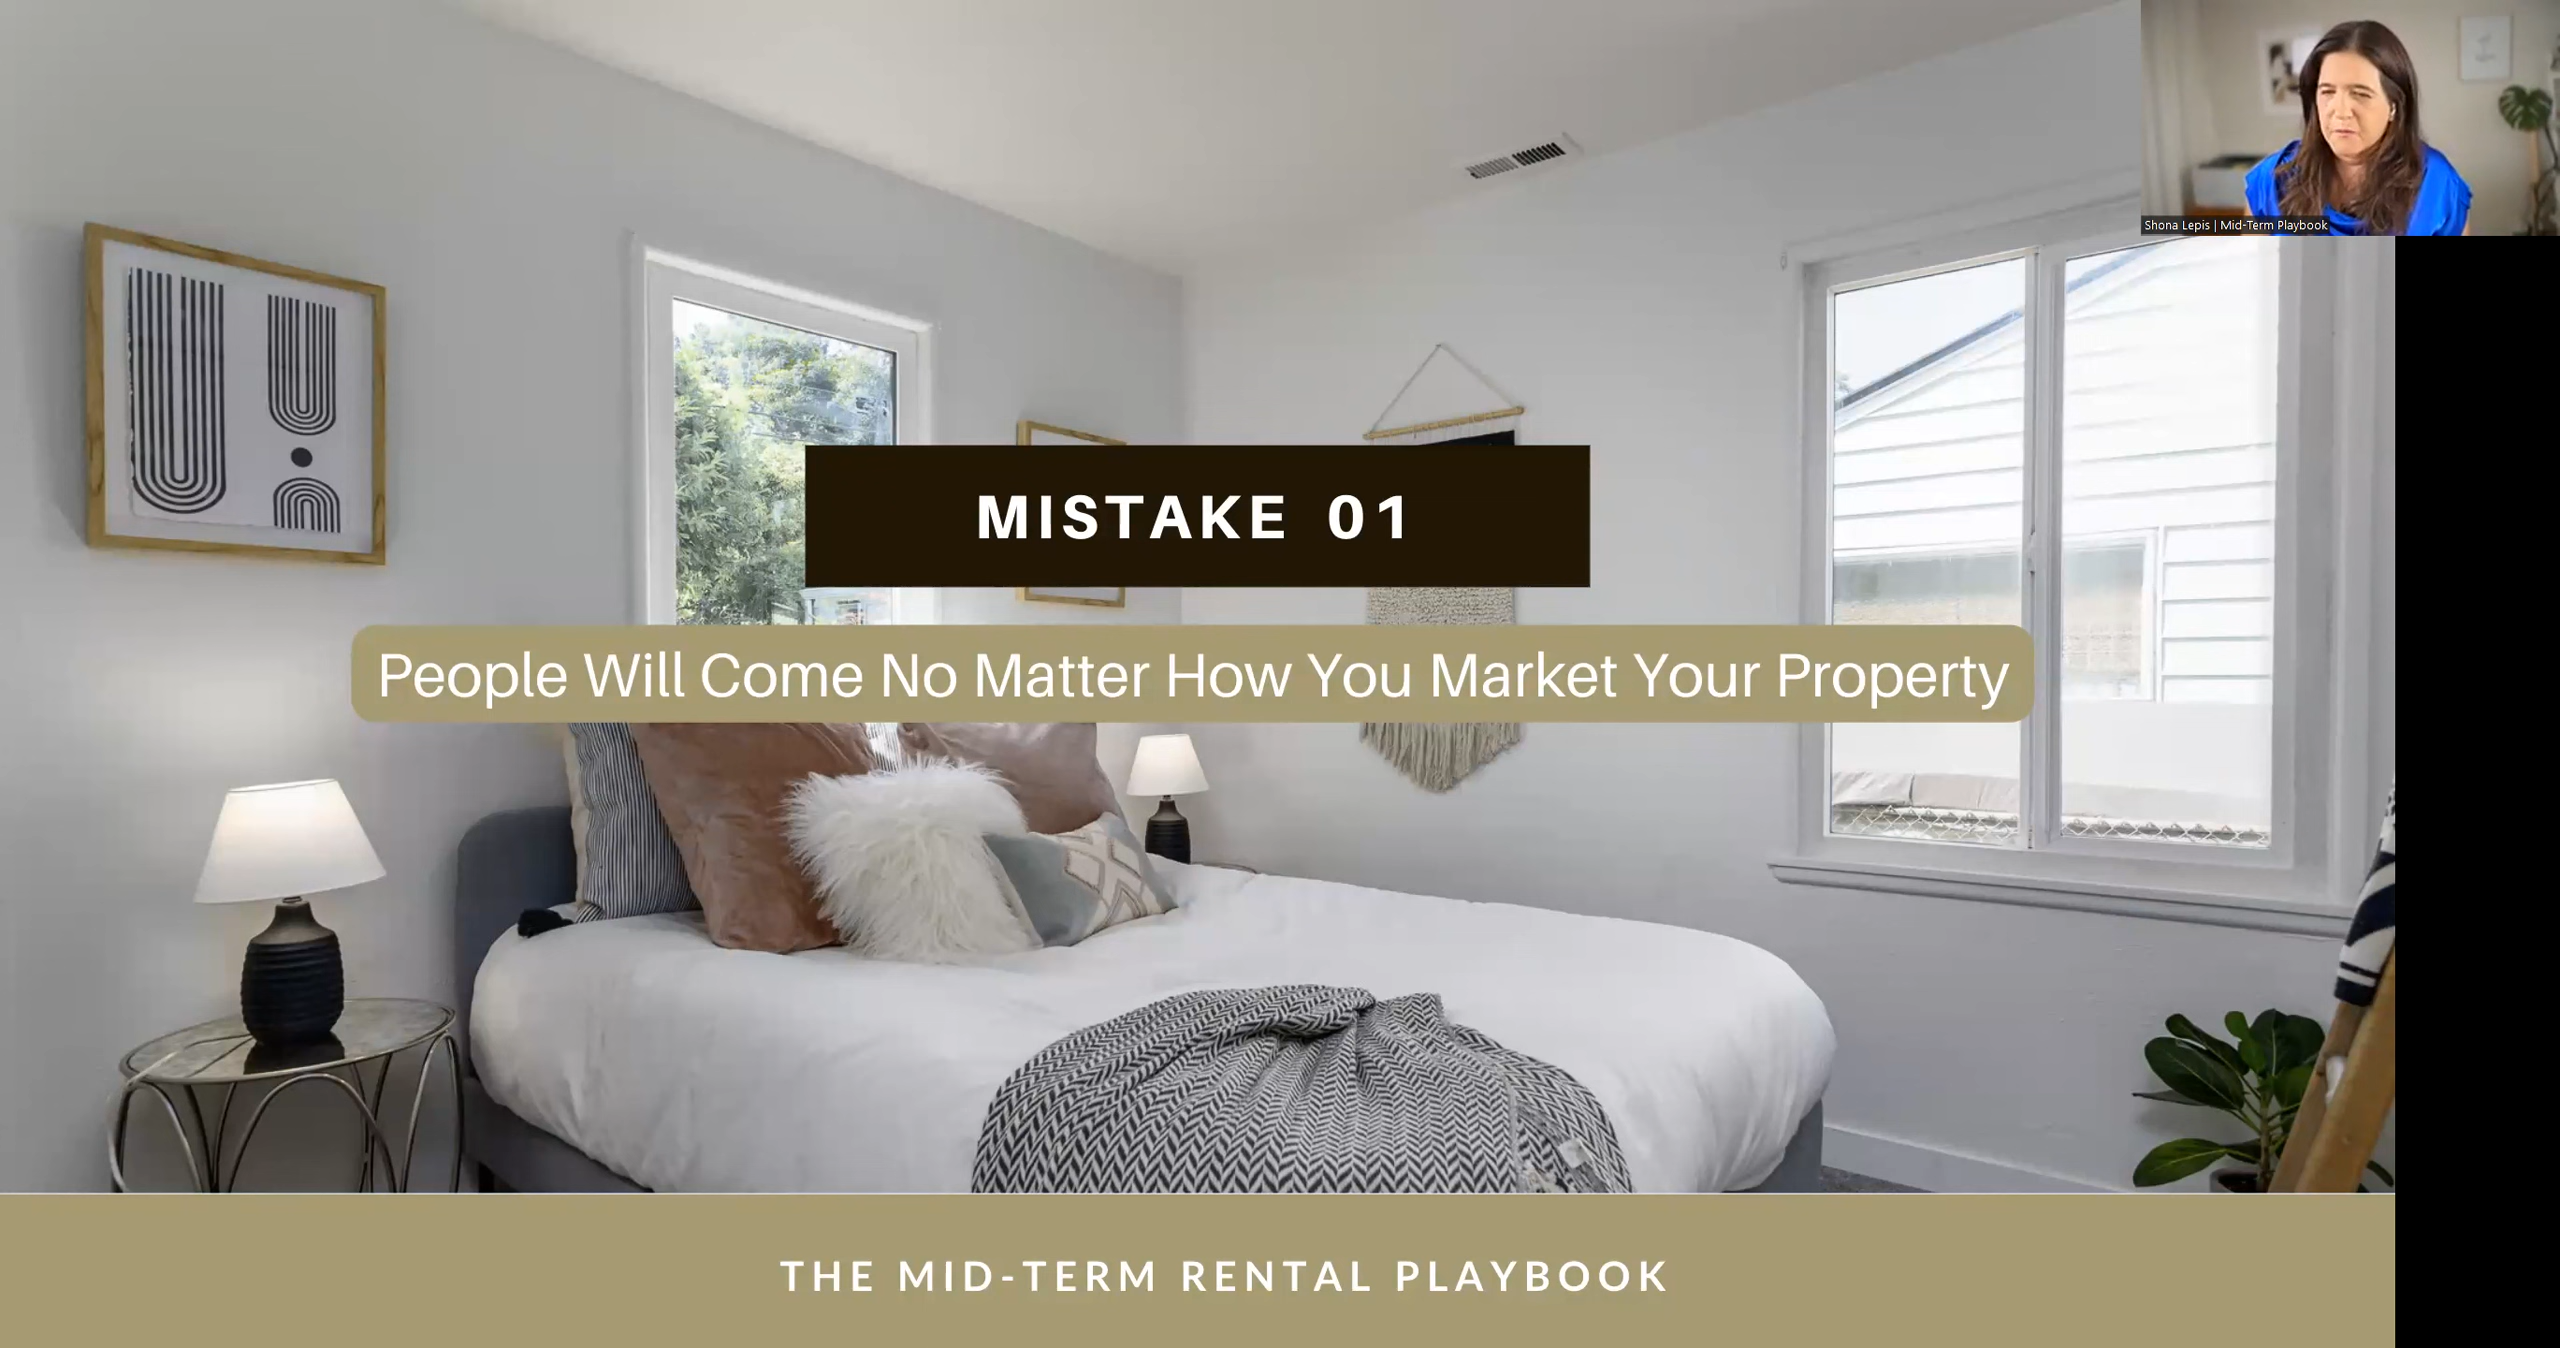 Shona Lepis | Mid-Term Playbook
MISTAKE 01
People Will Come No Matter How You Market Your Property
THE MID-TERM RENTAL PLAYBOOK